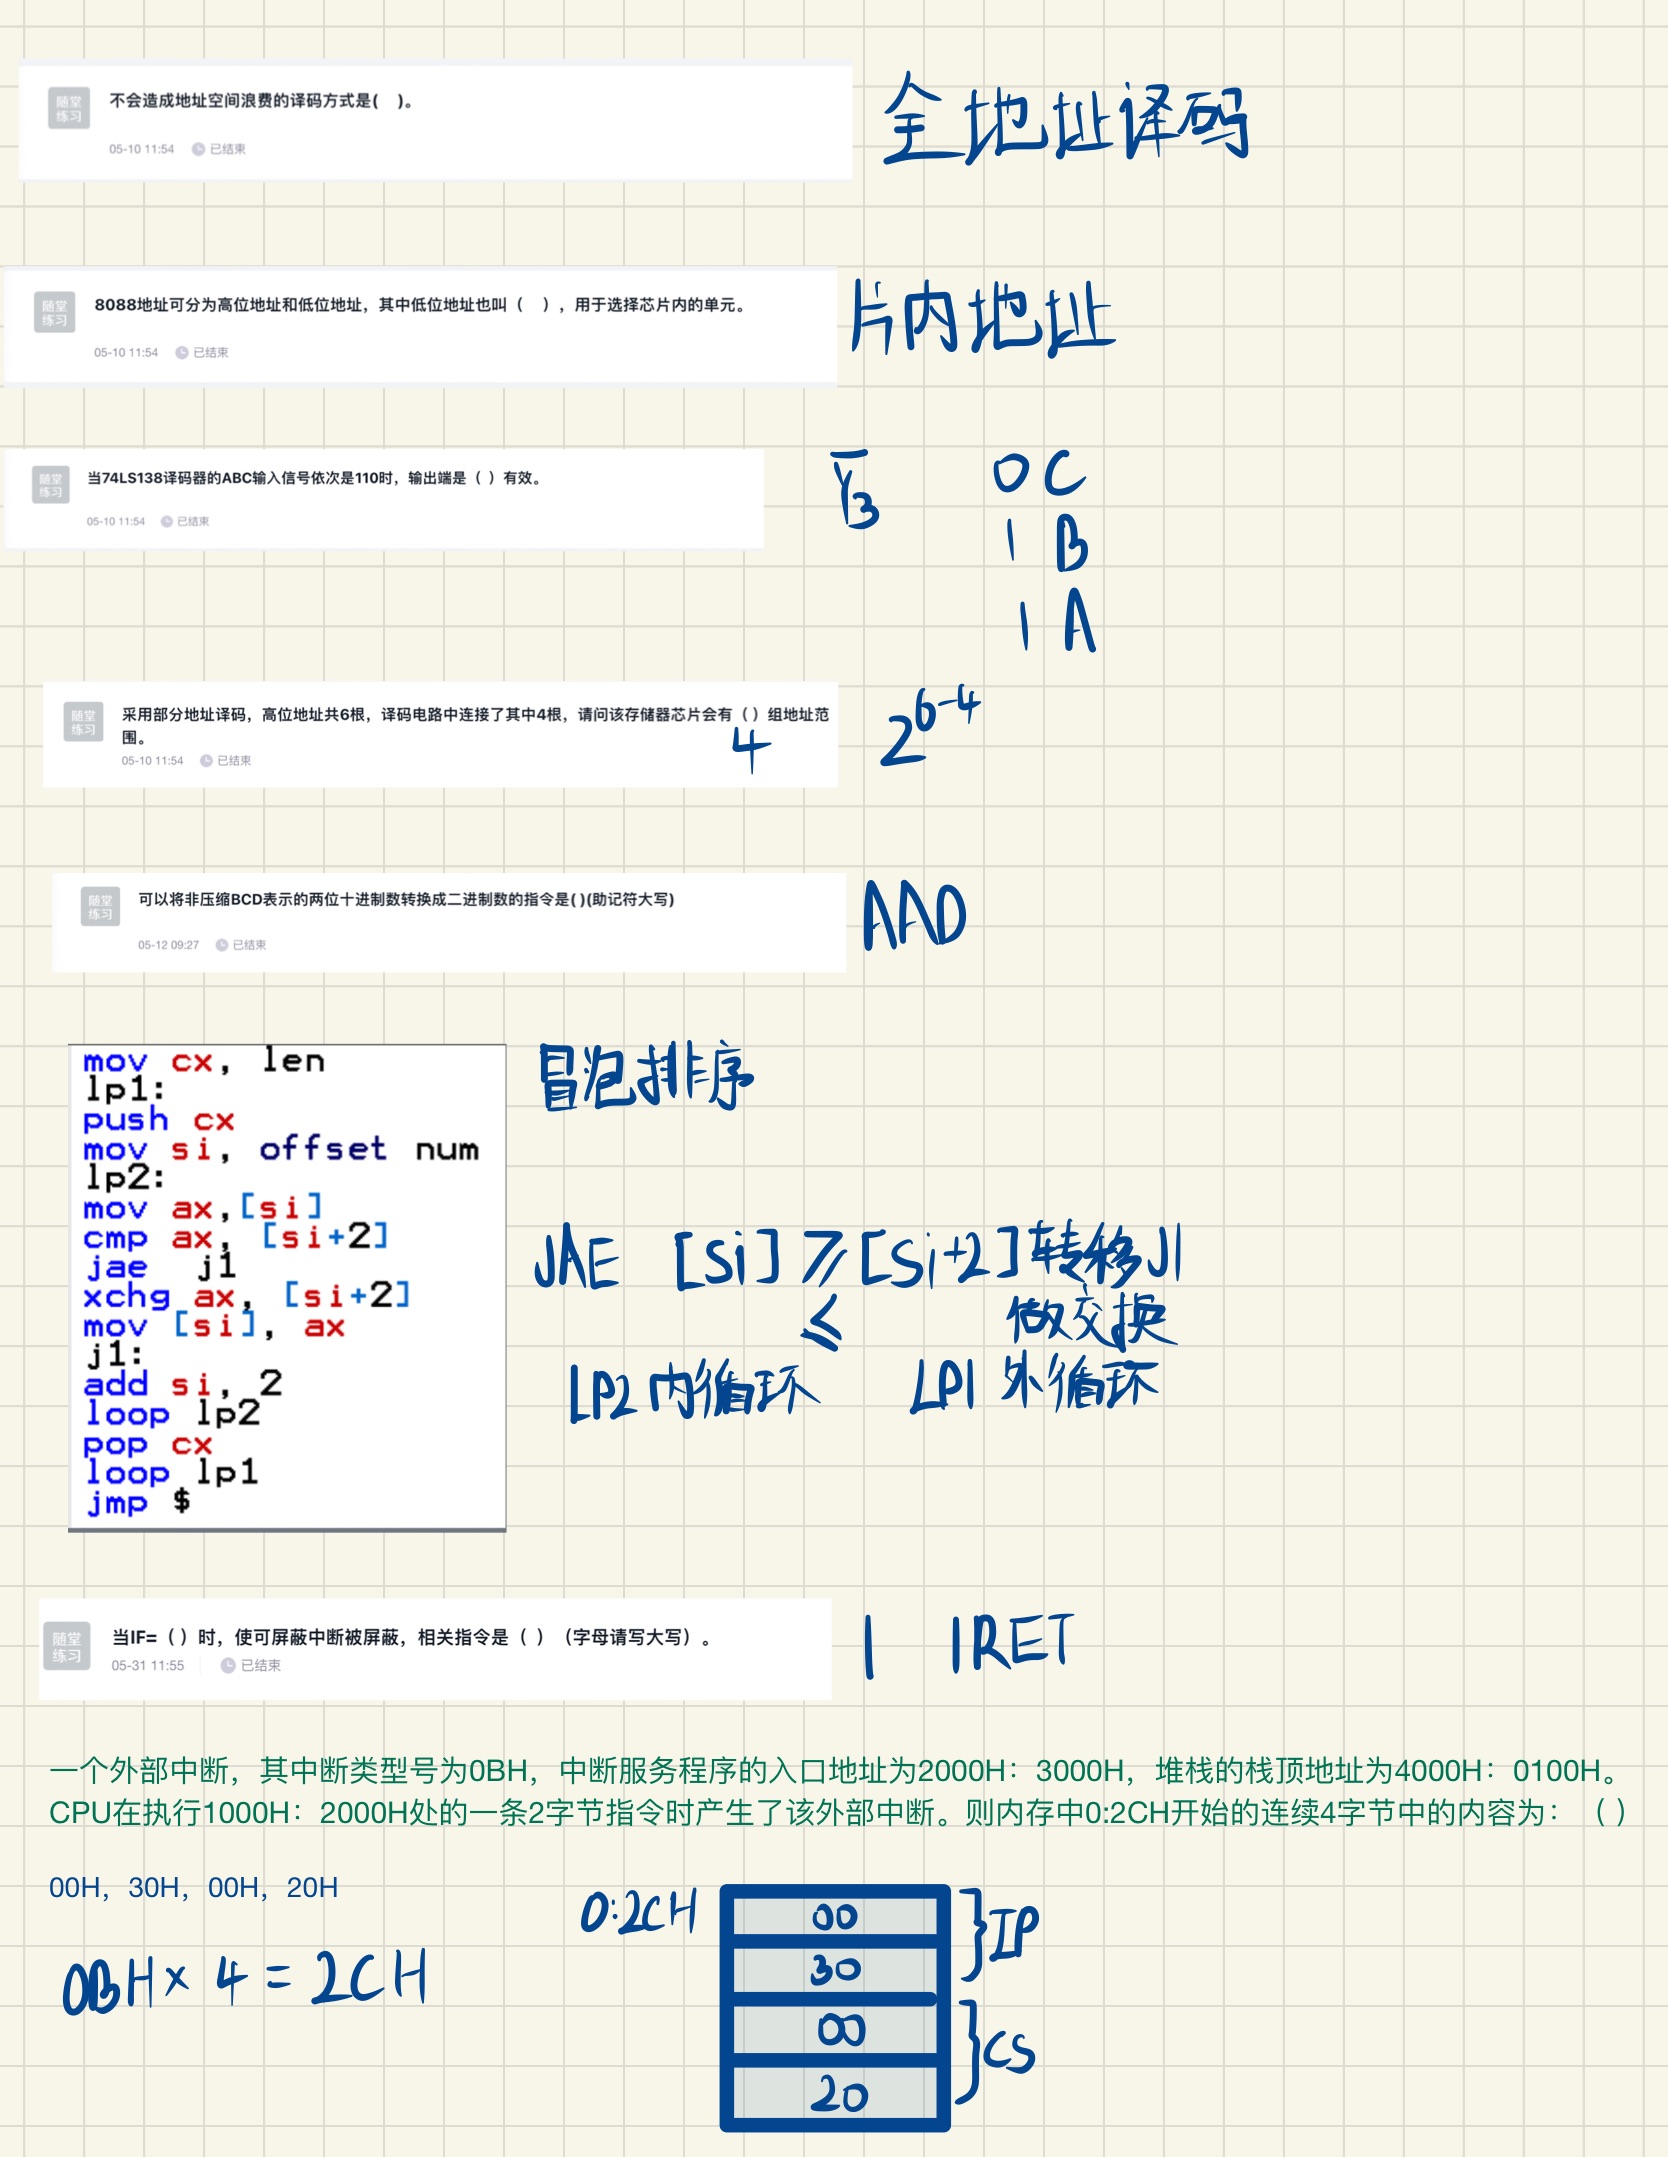 随堂练习
不会造成地址空间浪费的译码方式是(    )。
05-10 11:54 已结束
全地址译码
随堂练习
8088地址可分为高位地址和低位地址，其中低位地址也叫（    ），用于选择芯片内的单元。
05-10 11:54 已结束
片内地址
随堂练习
当74LS138译码器的ABC输入信号依次是110时，输出端是（ ）有效。
05-10 11:54 已结束
Y̅3
0 C
1 B
1 A
随堂练习
采用部分地址译码，高位地址共6根，译码电路中连接了其中4根，请问该存储器芯片会有（ ）组地址范
围。
4
05-10 11:54 已结束
2^6-4
随堂练习
可以将非压缩BCD表示的两位十进制数转换成二进制数的指令是( )(助记符大写)
05-12 09:27 已结束
AAD
mov cx, len
lp1:
push cx
mov si, offset num
lp2:
mov ax,[si]
cmp ax, [si+2]
jae j1
xchg ax, [si+2]
mov [si], ax
j1:
add si, 2
loop lp2
pop cx
loop lp1
jmp $
冒泡排序
JAE [Si] ≥ [Si+2] 转移J1
≤ 做交换
LP2 内循环 LP1 外循环
随堂练习
当IF=（ ）时，使可屏蔽中断被屏蔽，相关指令是（ ）（字母请写大写）。
05-31 11:55 已结束
1 IRET
一个外部中断，其中断类型号为0BH，中断服务程序的入口地址为2000H：3000H，堆栈的栈顶地址为4000H：0100H。
CPU在执行1000H：2000H处的一条2字节指令时产生了该外部中断。则内存中0:2CH开始的连续4字节中的内容为：（ ）
00H，30H，00H，20H
0BH × 4 = 2CH
0:2CH
00
30
00
20
IP
CS